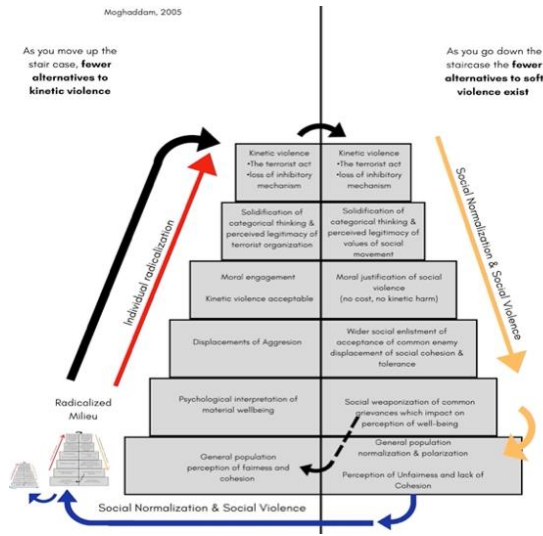 Moghaddam, 2005
As you move up the
stair case, fewer
alternatives to
kinetic violence
As you go down the
staircase the fewer
alternatives to soft
violence exist
Individual radicalization
Social Normalization & Social Violence
Kinetic violence
•The terrorist act
•loss of inhibitory
mechanism
Kinetic violence
•The terrorist act
•loss of inhibitory
mechanism
Solidification of
categorical thinking &
perceived legitimacy of
terrorist organization
Solidification of
categorical thinking &
perceived legitimacy of
values of social
movement
Moral engagement
Kinetic violence acceptable
Moral justification of social
violence
(no cost, no kinetic harm)
Displacements of Aggresion
Wider social enlistment of
acceptance of common enemy
displacement of social cohesion &
tolerance
Psychological interpretation of
material wellbeing
Social weaponization of common
grievances which impact on
perception of well-being
General population
perception of fairness and
cohesion
General population
normalization & polarization
Perception of Unfairness and lack of
Cohesion
Radicalized
Milieu
Social Normalization & Social Violence